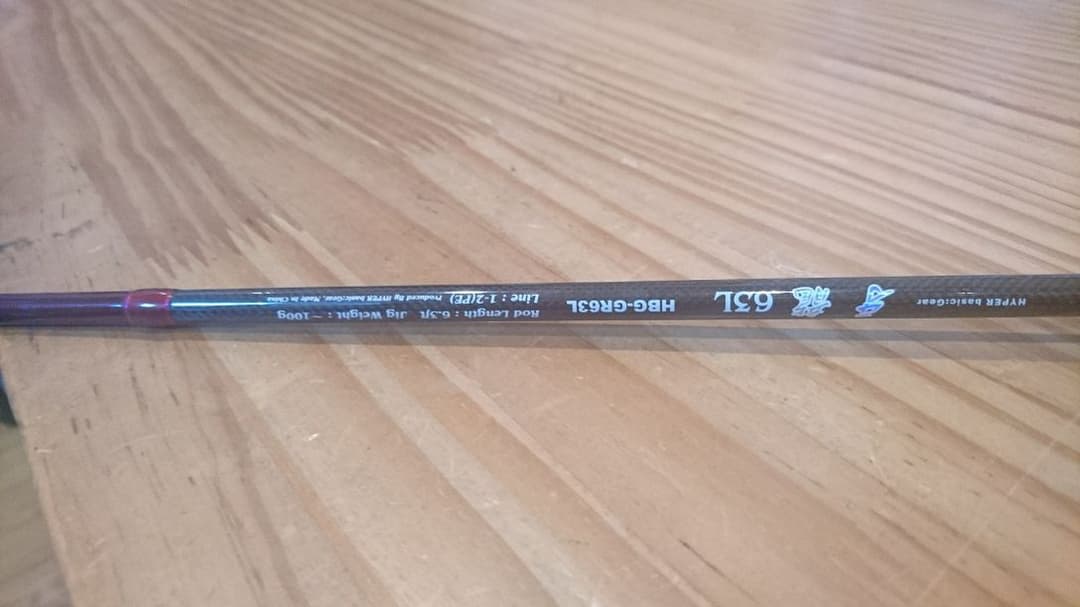 HYPER basic:Gear
龍 63L
HBG-GR63L
Rod Length : 6.3ft Jig Weight : ~100g
Line : 1-2(PE) Produced By HYPER basic:Gear. Made in China